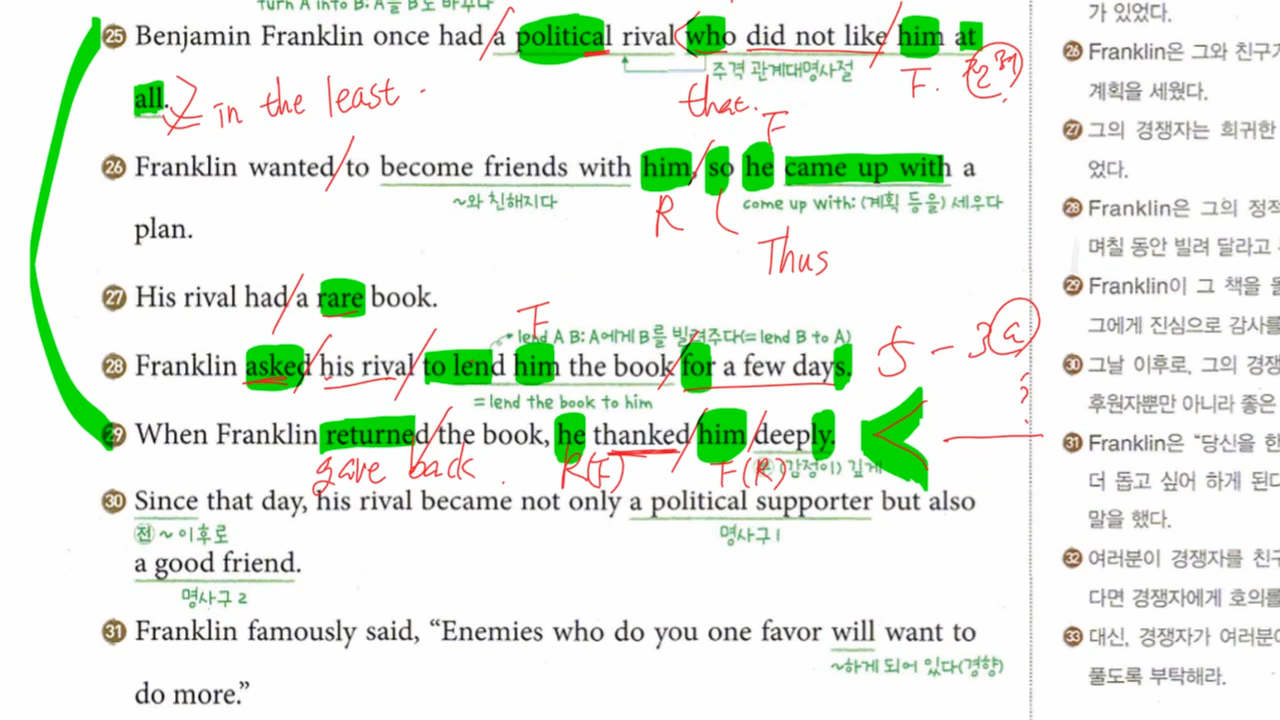 turn A into B: A를 B로 바꾸다
㉕ Benjamin Franklin once had a political rival who did not like him at
주격 관계대명사절
that. F. 전명
all. in the least.
F
㉖ Franklin wanted to become friends with him, so he came up with a
~와 친해지다 come up with: (계획 등을) 세우다
R
plan.
Thus
㉗ His rival had a rare book.
F
lend A B: A에게 B를 빌려주다(=lend B to A)
㉘ Franklin asked his rival to lend him the book for a few days.
5 - 3 a
= lend the book to him
?
㉙ When Franklin returned the book, he thanked him deeply.
gave back. R(F) F(R) (감정이) 깊게
㉚ Since that day, his rival became not only a political supporter but also
전 ~ 이후로 명사구 1
a good friend.
명사구 2
㉛ Franklin famously said, “Enemies who do you one favor will want to
~하게 되어 있다(경향)
do more.”
가 있었다.
㉖ Franklin은 그와 친구가
계획을 세웠다.
㉗ 그의 경쟁자는 희귀한
었다.
㉘ Franklin은 그의 정적
며칠 동안 빌려 달라고
㉙ Franklin이 그 책을 돌
그에게 진심으로 감사를
㉚ 그날 이후로, 그의 경쟁
후원자뿐만 아니라 좋은
㉛ Franklin은 “당신을 한
더 돕고 싶어 하게 된다
말을 했다.
㉜ 여러분이 경쟁자를 친구
다면 경쟁자에게 호의를
㉝ 대신, 경쟁자가 여러분에
풀도록 부탁해라.